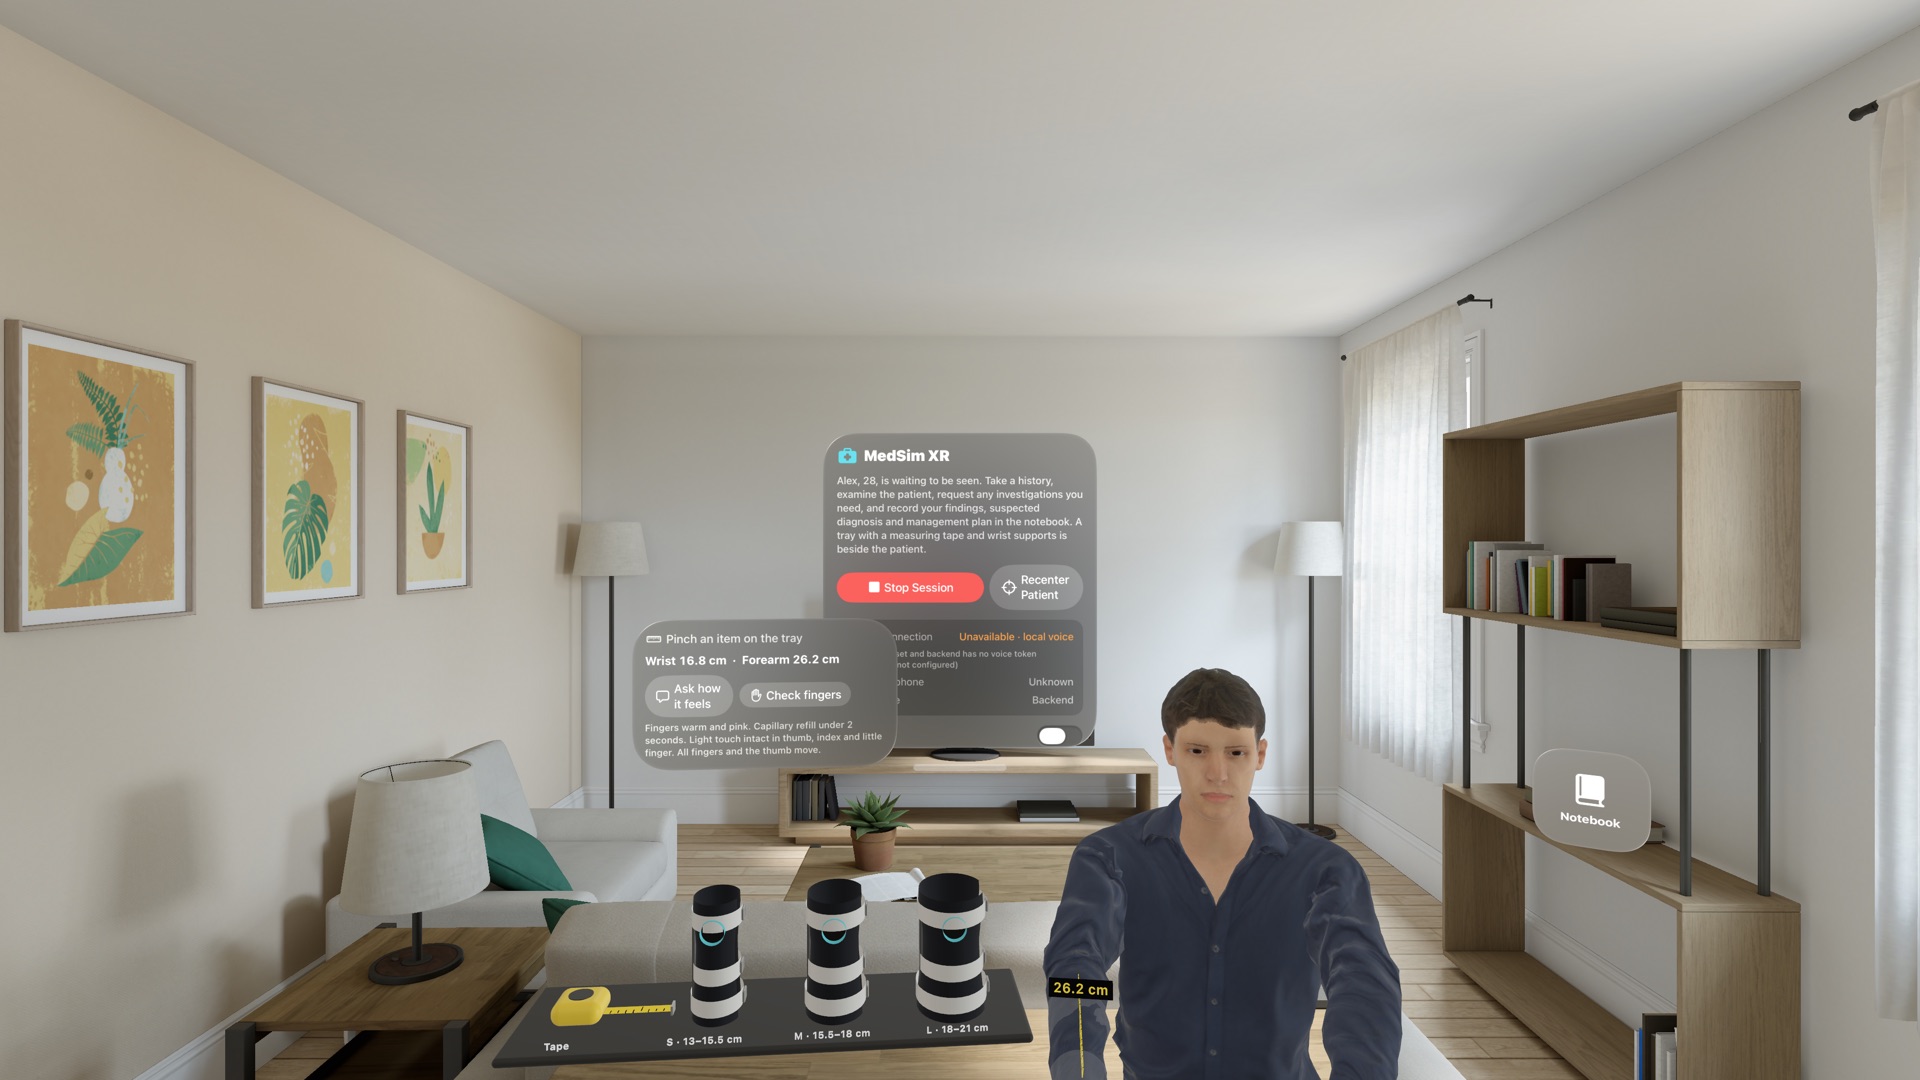 MedSim XR
Alex, 28, is waiting to be seen. Take a history,
examine the patient, request any investigations you
need, and record your findings, suspected
diagnosis and management plan in the notebook. A
tray with a measuring tape and wrist supports is
beside the patient.
Stop Session
Recenter
Patient
Unavailable · local voice
set and backend has no voice token
not configured)
Unknown
Backend
Pinch an item on the tray
Wrist 16.8 cm · Forearm 26.2 cm
Ask how
it feels
Check fingers
Fingers warm and pink. Capillary refill under 2
seconds. Light touch intact in thumb, index and little
finger. All fingers and the thumb move.
Notebook
26.2 cm
Tape
S · 13–15.5 cm
M · 15.5–18 cm
L · 18–21 cm